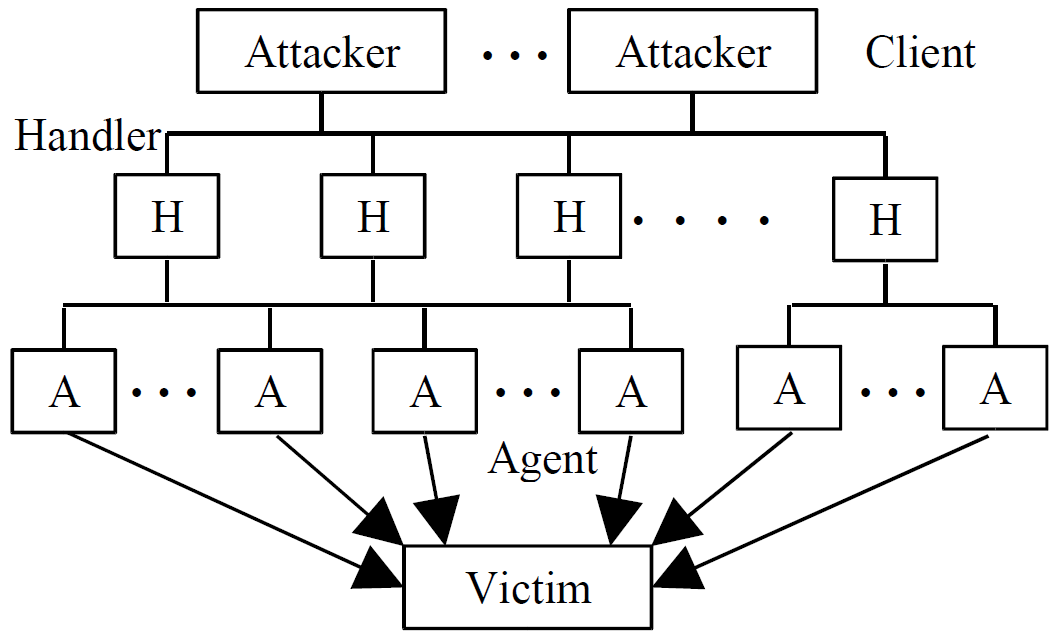 Attacker ... Attacker Client
Handler
H H H .... H
A ... A A ... A A ... A
Agent
Victim